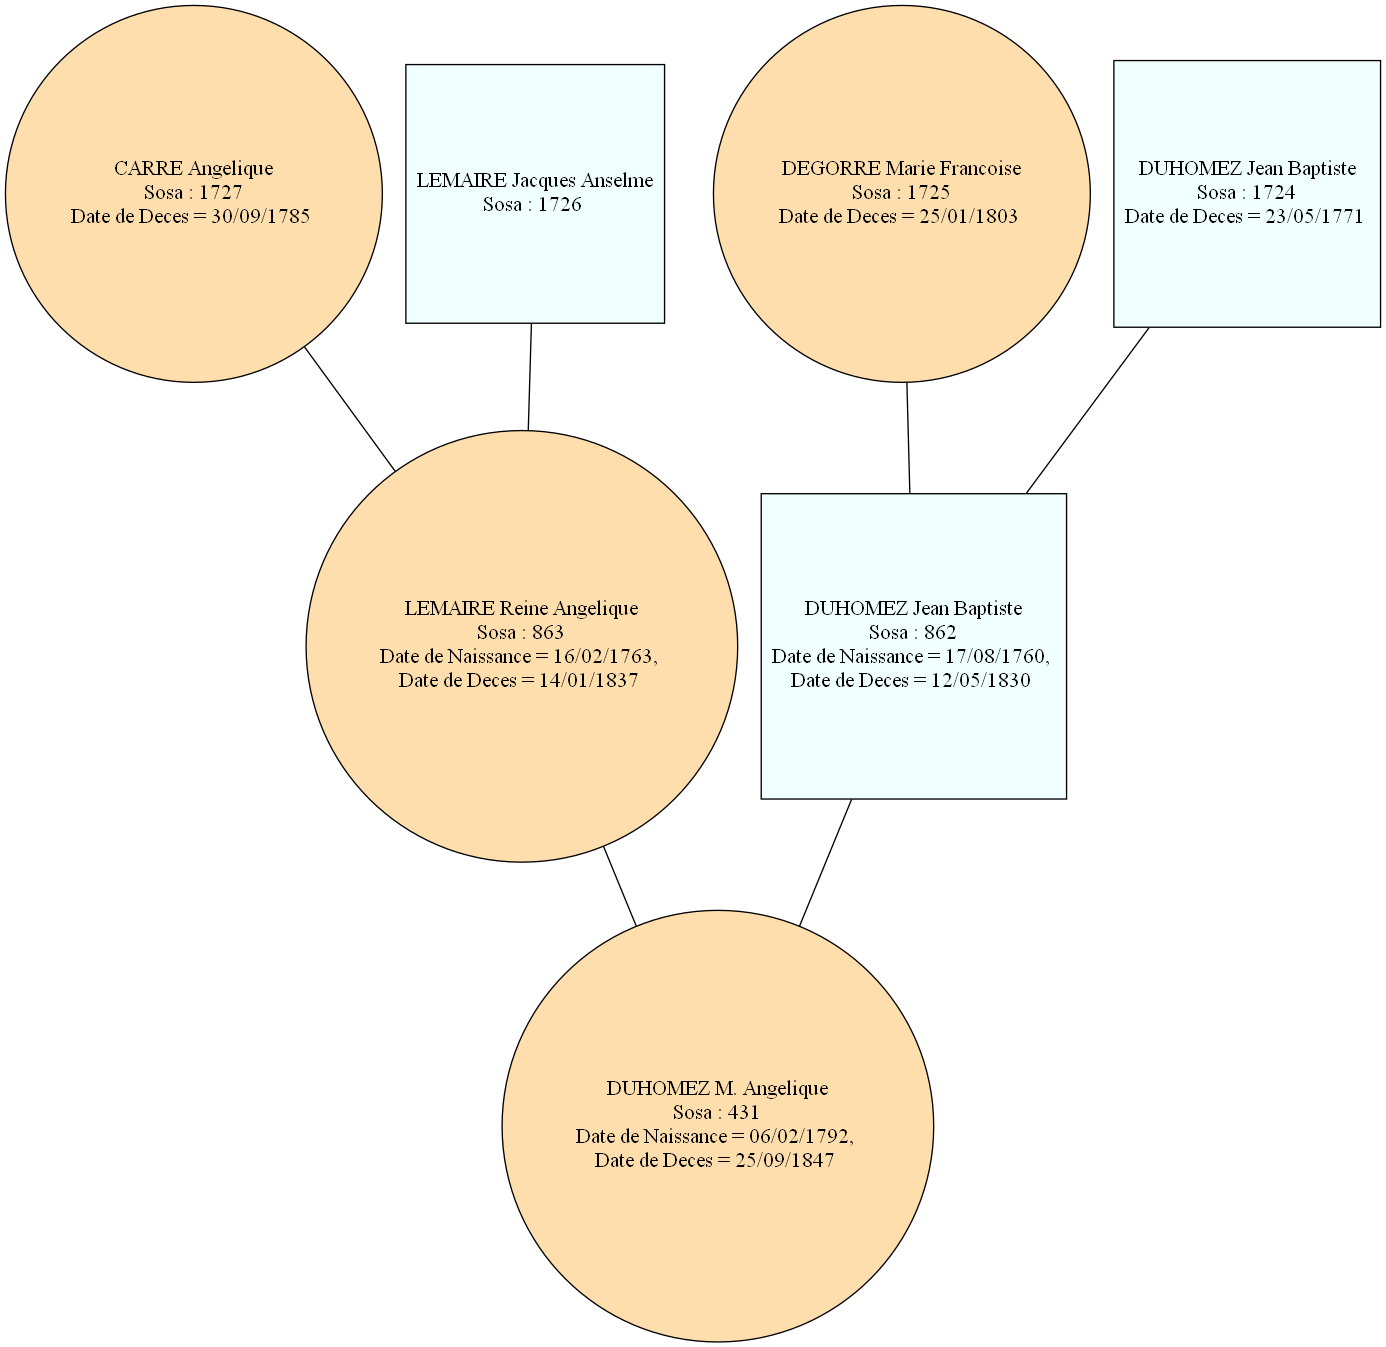 CARRE Angelique
Sosa : 1727
Date de Deces = 30/09/1785
LEMAIRE Jacques Anselme
Sosa : 1726
DEGORRE Marie Francoise
Sosa : 1725
Date de Deces = 25/01/1803
DUHOMEZ Jean Baptiste
Sosa : 1724
Date de Deces = 23/05/1771
LEMAIRE Reine Angelique
Sosa : 863
Date de Naissance = 16/02/1763,
Date de Deces = 14/01/1837
DUHOMEZ Jean Baptiste
Sosa : 862
Date de Naissance = 17/08/1760,
Date de Deces = 12/05/1830
DUHOMEZ M. Angelique
Sosa : 431
Date de Naissance = 06/02/1792,
Date de Deces = 25/09/1847